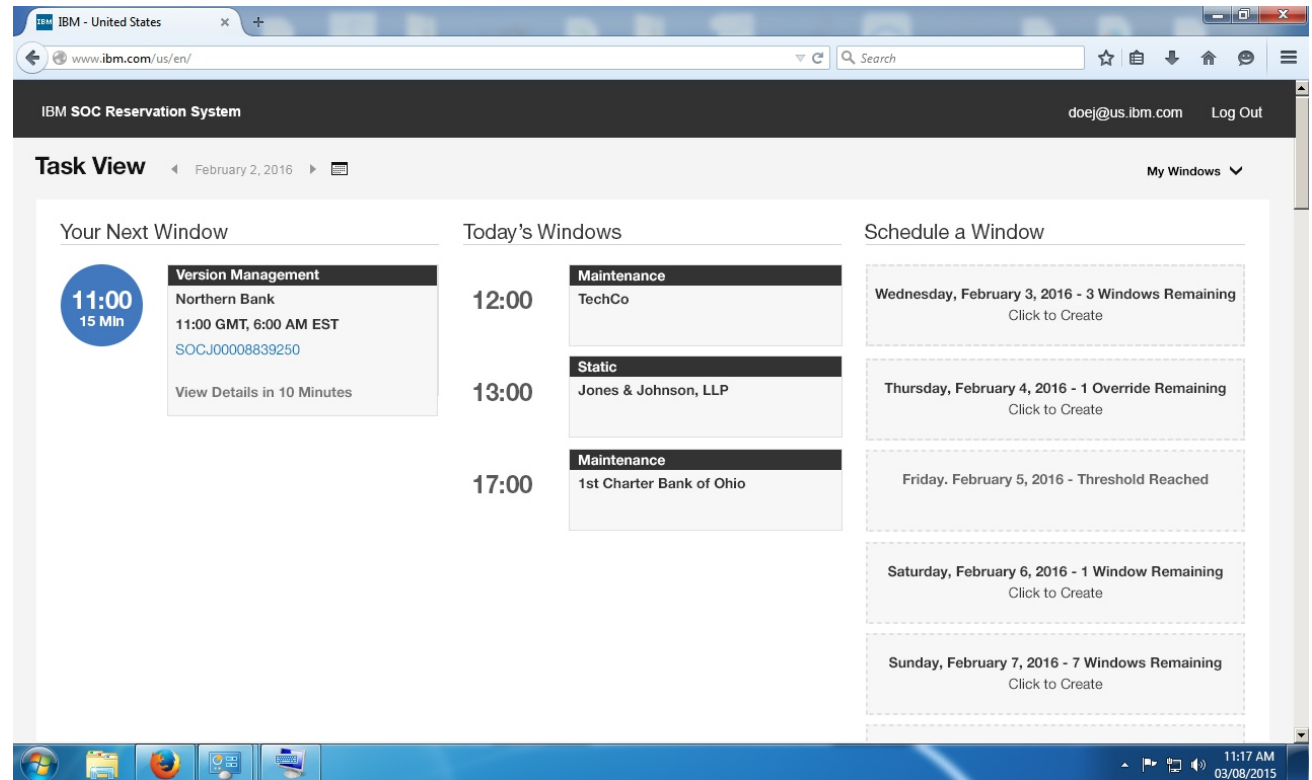 IBM
IBM - United States
www.ibm.com/us/en/
Search
IBM SOC Reservation System
doej@us.ibm.com
Log Out
Task View
February 2, 2016
My Windows
Your Next Window
11:00
15 Min
Version Management
Northern Bank
11:00 GMT, 6:00 AM EST
SOCJ00008839250
View Details in 10 Minutes
Today's Windows
12:00
Maintenance
TechCo
13:00
Static
Jones & Johnson, LLP
17:00
Maintenance
1st Charter Bank of Ohio
Schedule a Window
Wednesday, February 3, 2016 - 3 Windows Remaining
Click to Create
Thursday, February 4, 2016 - 1 Override Remaining
Click to Create
Friday. February 5, 2016 - Threshold Reached
Saturday, February 6, 2016 - 1 Window Remaining
Click to Create
Sunday, February 7, 2016 - 7 Windows Remaining
Click to Create
11:17 AM
03/08/2015